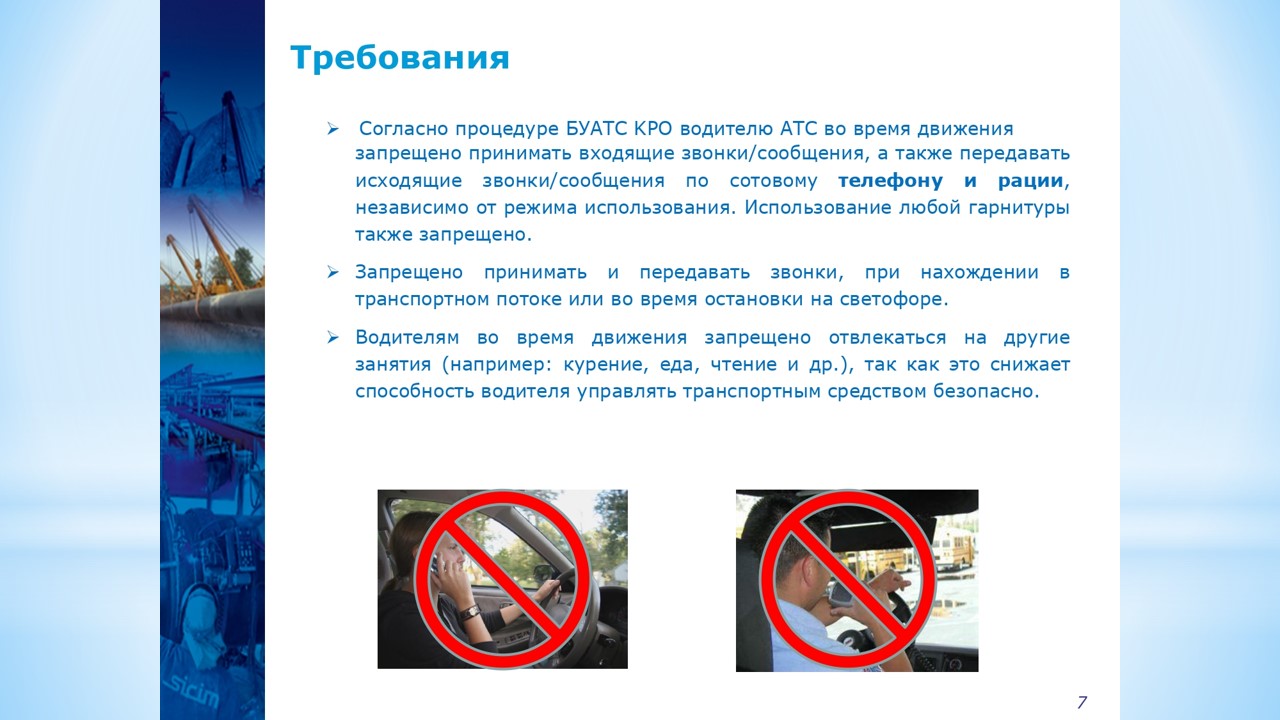 Требования
➢ Согласно процедуре БУАТС КРО водителю АТС во время движения
запрещено принимать входящие звонки/сообщения, а также передавать
исходящие звонки/сообщения по сотовому телефону и рации,
независимо от режима использования. Использование любой гарнитуры
также запрещено.
➢ Запрещено принимать и передавать звонки, при нахождении в
транспортном потоке или во время остановки на светофоре.
➢ Водителям во время движения запрещено отвлекаться на другие
занятия (например: курение, еда, чтение и др.), так как это снижает
способность водителя управлять транспортным средством безопасно.
sicim
7